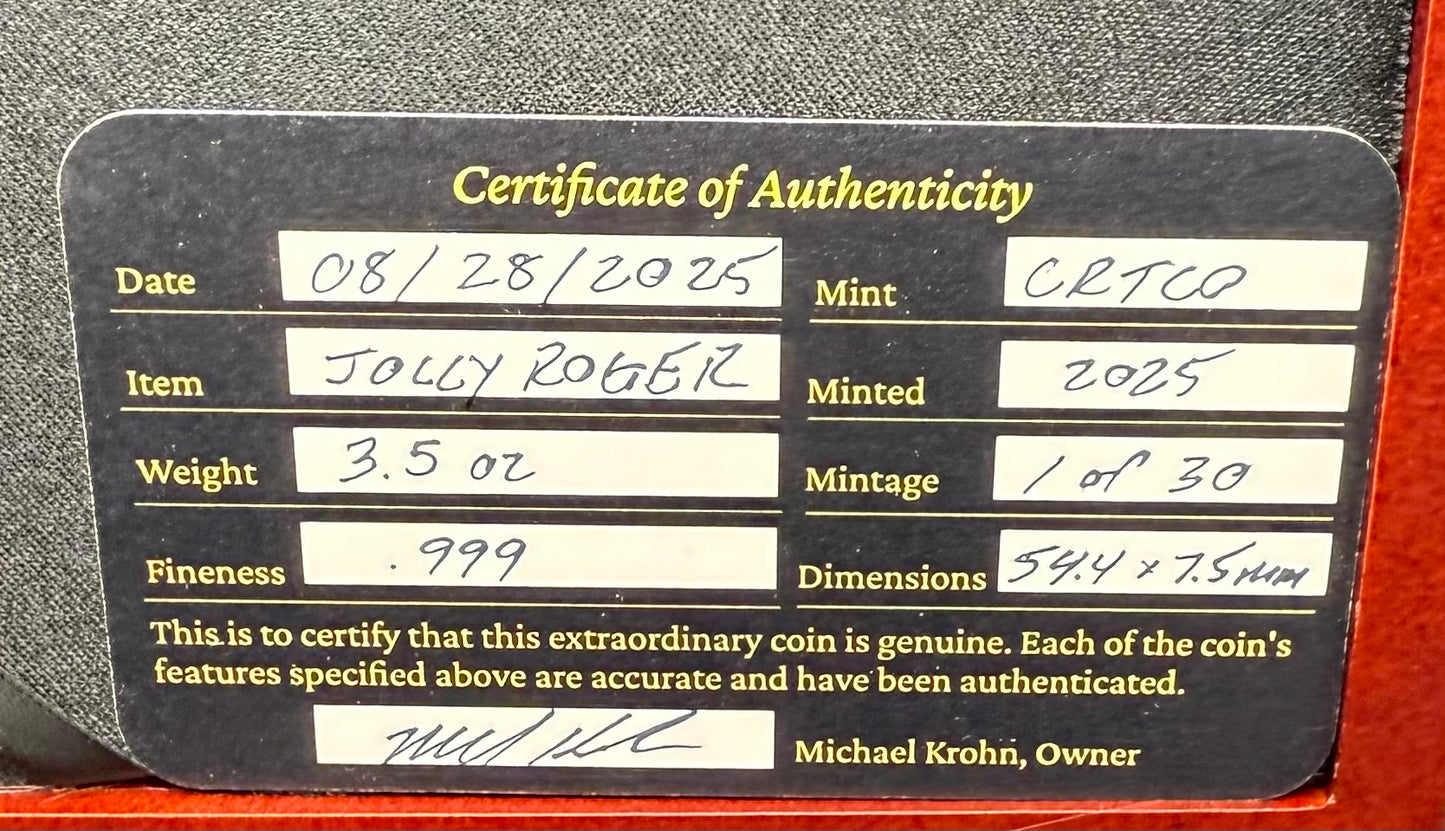 Certificate of Authenticity
Date 08/28/2025 Mint CRTCO
Item JOLLY ROGER Minted 2025
Weight 3.5 oz Mintage 1 of 30
Fineness .999 Dimensions 54.4 x 7.5mm
This is to certify that this extraordinary coin is genuine. Each of the coin's
features specified above are accurate and have been authenticated.
Michael Krohn, Owner